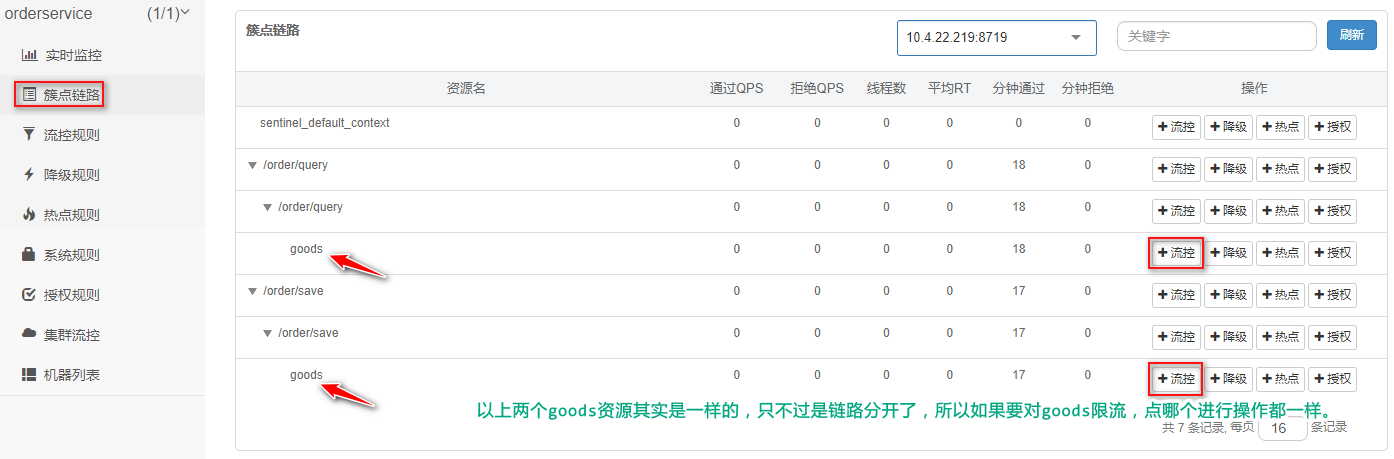 orderservice (1/1)
实时监控
簇点链路
流控规则
降级规则
热点规则
系统规则
授权规则
集群流控
机器列表
簇点链路 10.4.22.219:8719 关键字 刷新
资源名 通过QPS 拒绝QPS 线程数 平均RT 分钟通过 分钟拒绝 操作
sentinel_default_context 0 0 0 0 0 0 +流控 +降级 +热点 +授权
/order/query 0 0 0 0 18 0 +流控 +降级 +热点 +授权
/order/query 0 0 0 0 18 0 +流控 +降级 +热点 +授权
goods 0 0 0 0 18 0 +流控 +降级 +热点 +授权
/order/save 0 0 0 0 17 0 +流控 +降级 +热点 +授权
/order/save 0 0 0 0 17 0 +流控 +降级 +热点 +授权
goods 0 0 0 0 17 0 +流控 +降级 +热点 +授权
以上两个goods资源其实是一样的，只不过是链路分开了，所以如果要对goods限流，点哪个进行操作都一样。
共 7 条记录, 每页 16 条记录